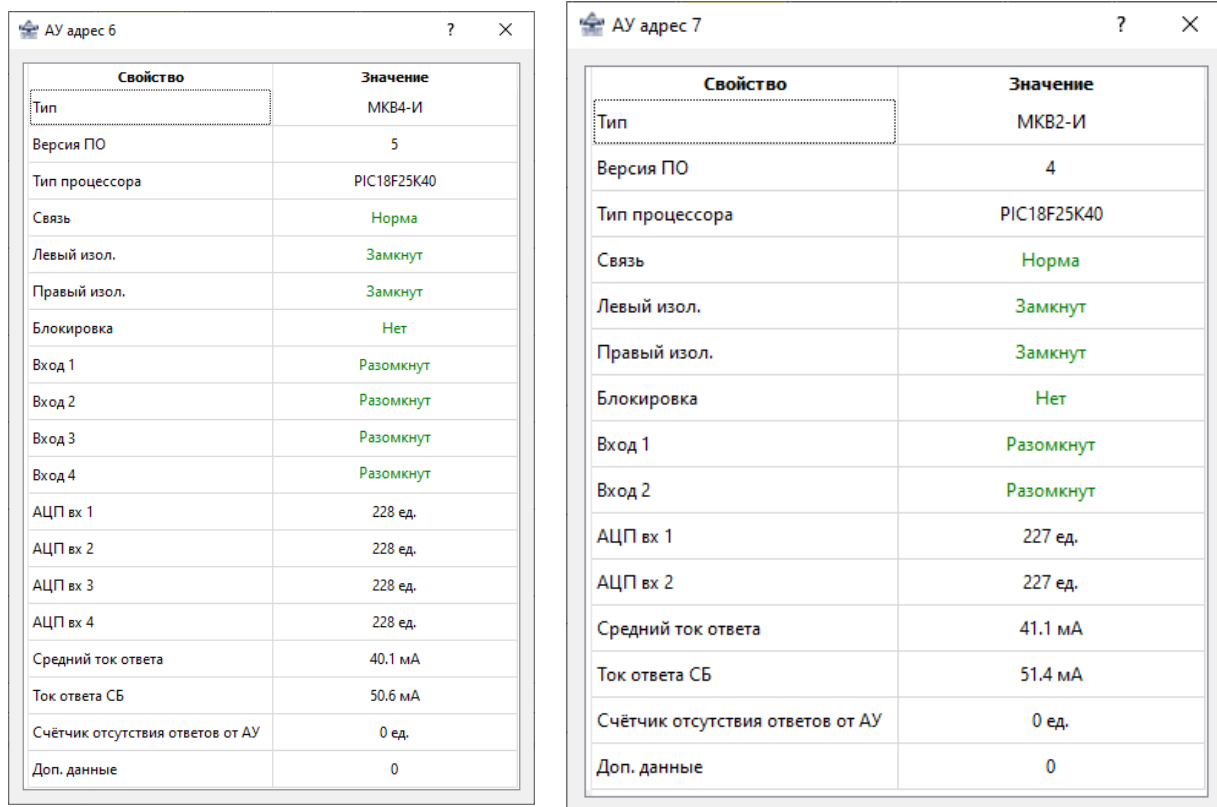 АУ адрес 6 ? ×
Свойство Значение
Тип МКВ4-И
Версия ПО 5
Тип процессора PIC18F25K40
Связь Норма
Левый изол. Замкнут
Правый изол. Замкнут
Блокировка Нет
Вход 1 Разомкнут
Вход 2 Разомкнут
Вход 3 Разомкнут
Вход 4 Разомкнут
АЦП вх 1 228 ед.
АЦП вх 2 228 ед.
АЦП вх 3 228 ед.
АЦП вх 4 228 ед.
Средний ток ответа 40.1 мА
Ток ответа СБ 50.6 мА
Счётчик отсутствия ответов от АУ 0 ед.
Доп. данные 0
АУ адрес 7 ? ×
Свойство Значение
Тип МКВ2-И
Версия ПО 4
Тип процессора PIC18F25K40
Связь Норма
Левый изол. Замкнут
Правый изол. Замкнут
Блокировка Нет
Вход 1 Разомкнут
Вход 2 Разомкнут
АЦП вх 1 227 ед.
АЦП вх 2 227 ед.
Средний ток ответа 41.1 мА
Ток ответа СБ 51.4 мА
Счётчик отсутствия ответов от АУ 0 ед.
Доп. данные 0